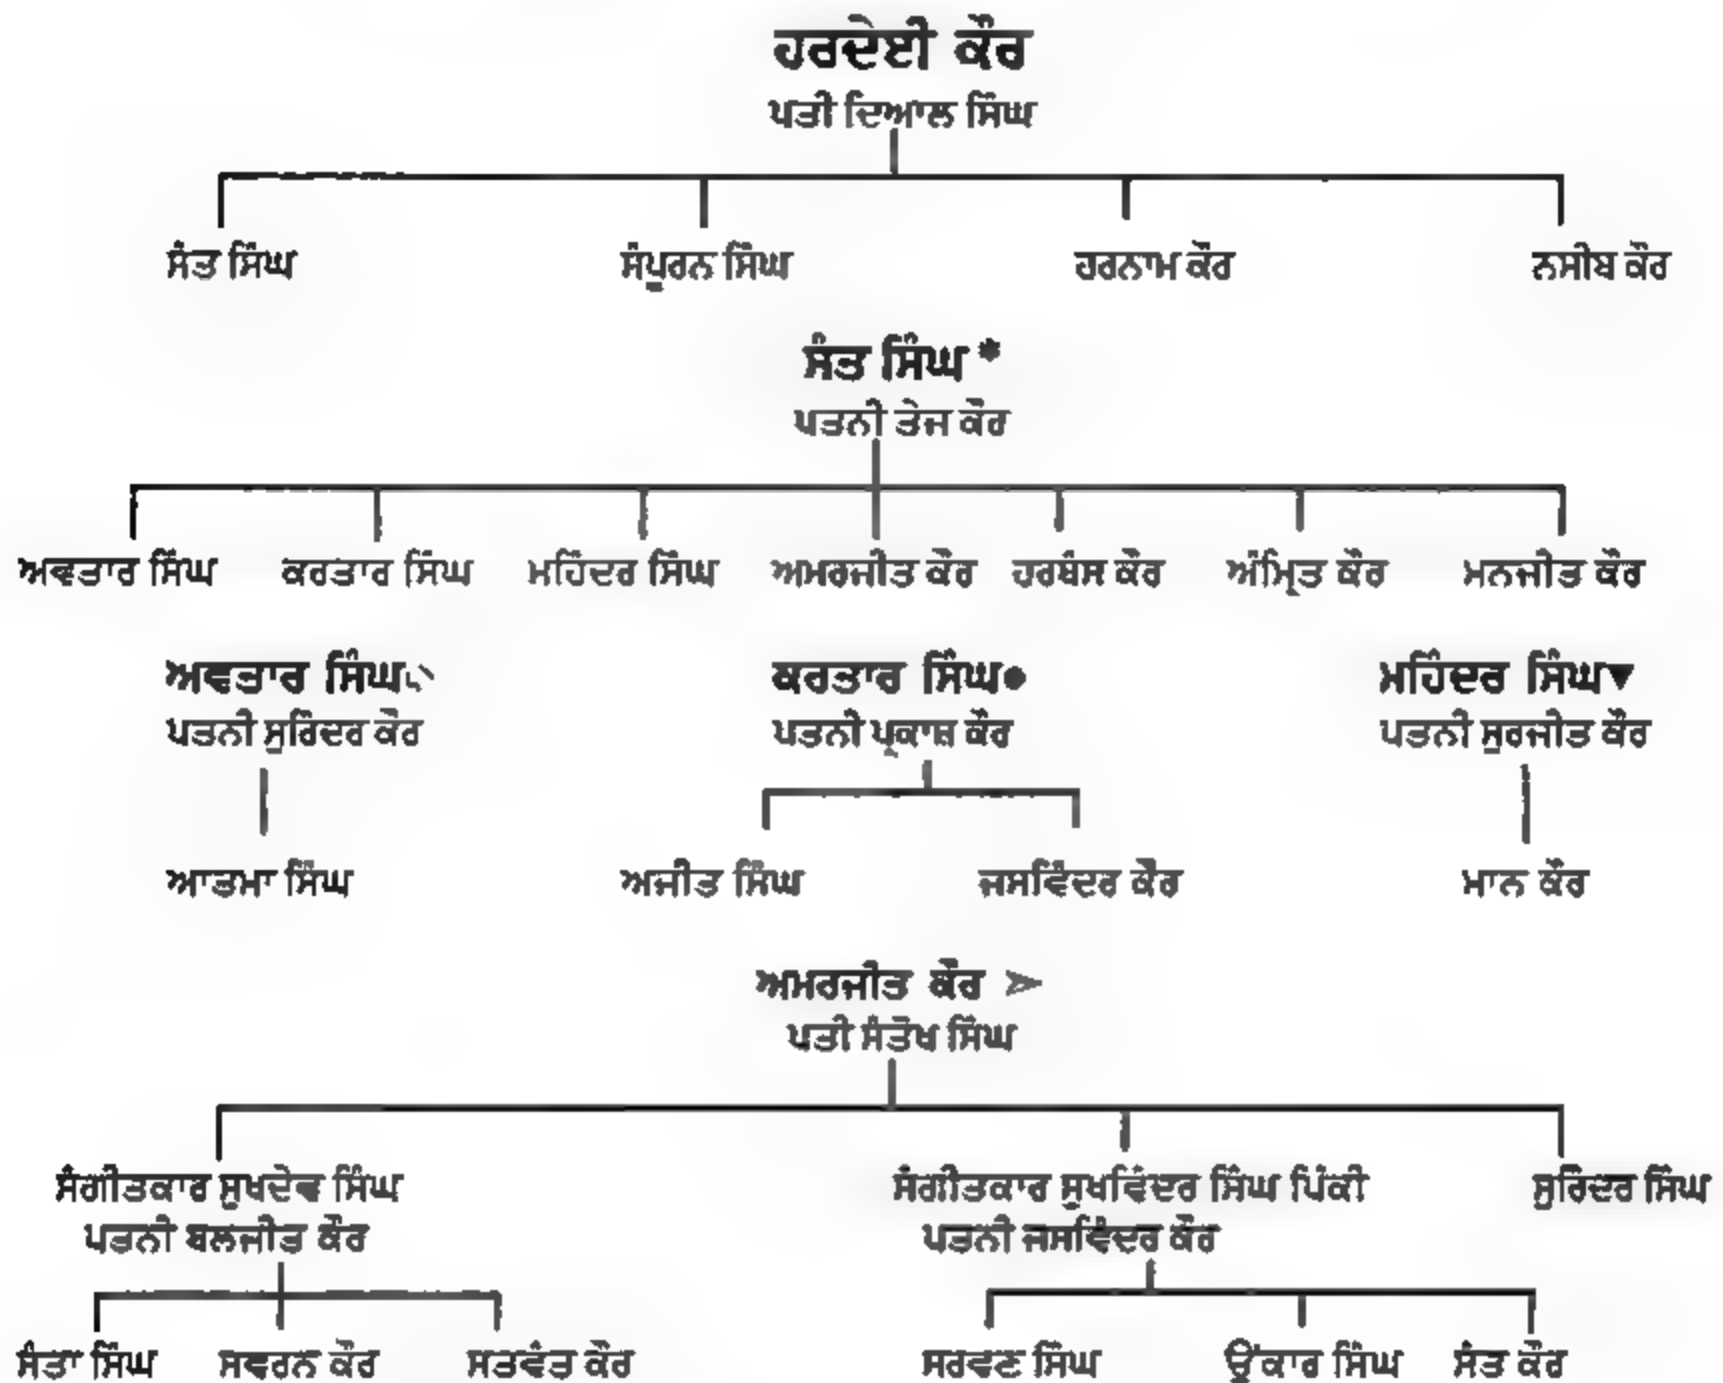 ਹਰਦੇਈ ਕੌਰ
ਪਤੀ ਦਿਆਲ ਸਿੰਘ
ਸੰਤ ਸਿੰਘ ਸੰਪੂਰਨ ਸਿੰਘ ਹਰਨਾਮ ਕੌਰ ਨਸੀਬ ਕੌਰ
ਸੰਤ ਸਿੰਘ *
ਪਤਨੀ ਤੇਜ ਕੌਰ
ਅਵਤਾਰ ਸਿੰਘ ਕਰਤਾਰ ਸਿੰਘ ਮਹਿੰਦਰ ਸਿੰਘ ਅਮਰਜੀਤ ਕੌਰ ਹਰਬੰਸ ਕੌਰ ਅੰਮ੍ਰਿਤ ਕੌਰ ਮਨਜੀਤ ਕੌਰ
ਅਵਤਾਰ ਸਿੰਘ ਕਰਤਾਰ ਸਿੰਘ● ਮਹਿੰਦਰ ਸਿੰਘ▼
ਪਤਨੀ ਸੁਰਿੰਦਰ ਕੌਰ ਪਤਨੀ ਪ੍ਰਕਾਸ਼ ਕੌਰ ਪਤਨੀ ਸੁਰਜੀਤ ਕੌਰ
ਆਤਮਾ ਸਿੰਘ ਅਜੀਤ ਸਿੰਘ ਜਸਵਿੰਦਰ ਕੌਰ ਮਾਨ ਕੌਰ
ਅਮਰਜੀਤ ਕੌਰ ➢
ਪਤੀ ਸੰਤੋਖ ਸਿੰਘ
ਸੰਗੀਤਕਾਰ ਸੁਖਦੇਵ ਸਿੰਘ ਸੰਗੀਤਕਾਰ ਸੁਖਵਿੰਦਰ ਸਿੰਘ ਪਿੰਕੀ ਸੁਰਿੰਦਰ ਸਿੰਘ
ਪਤਨੀ ਬਲਜੀਤ ਕੌਰ ਪਤਨੀ ਜਸਵਿੰਦਰ ਕੌਰ
ਸੰਤਾ ਸਿੰਘ ਸਵਰਨ ਕੌਰ ਸਤਵੰਤ ਕੌਰ ਸਰਵਣ ਸਿੰਘ ਉਂਕਾਰ ਸਿੰਘ ਸੰਤ ਕੌਰ